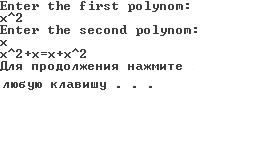 Enter the first polynom:
x^2
Enter the second polynom:
x
x^2+x=x+x^2
Для продолжения нажмите
любую клавишу . . .